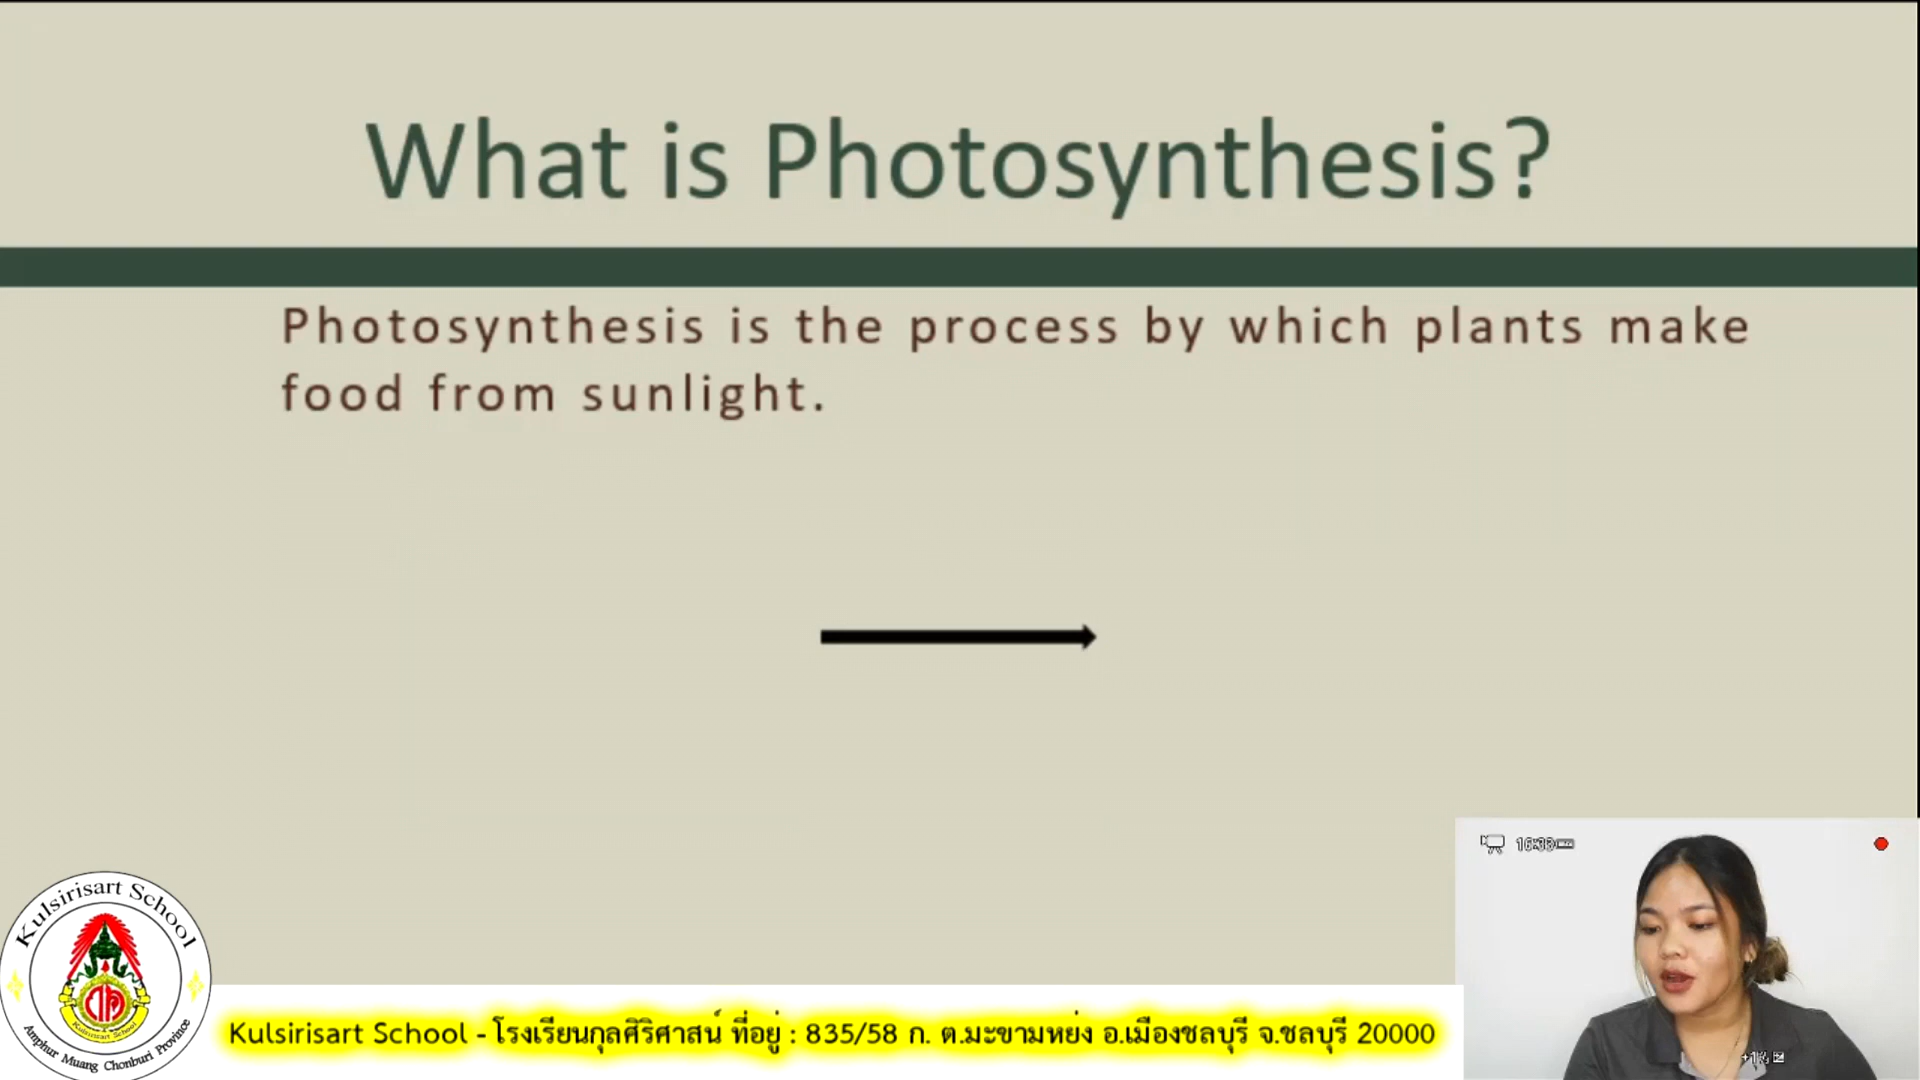 What is Photosynthesis?
Photosynthesis is the process by which plants make
food from sunlight.
Kulsirisart School
Kulsirisart School
Amphur Muang Chonburi Province
Kulsirisart School - โรงเรียนกุลศิริศาสน์ ที่อยู่ : 835/58 ก. ต.มะขามหย่ง อ.เมืองชลบุรี จ.ชลบุรี 20000